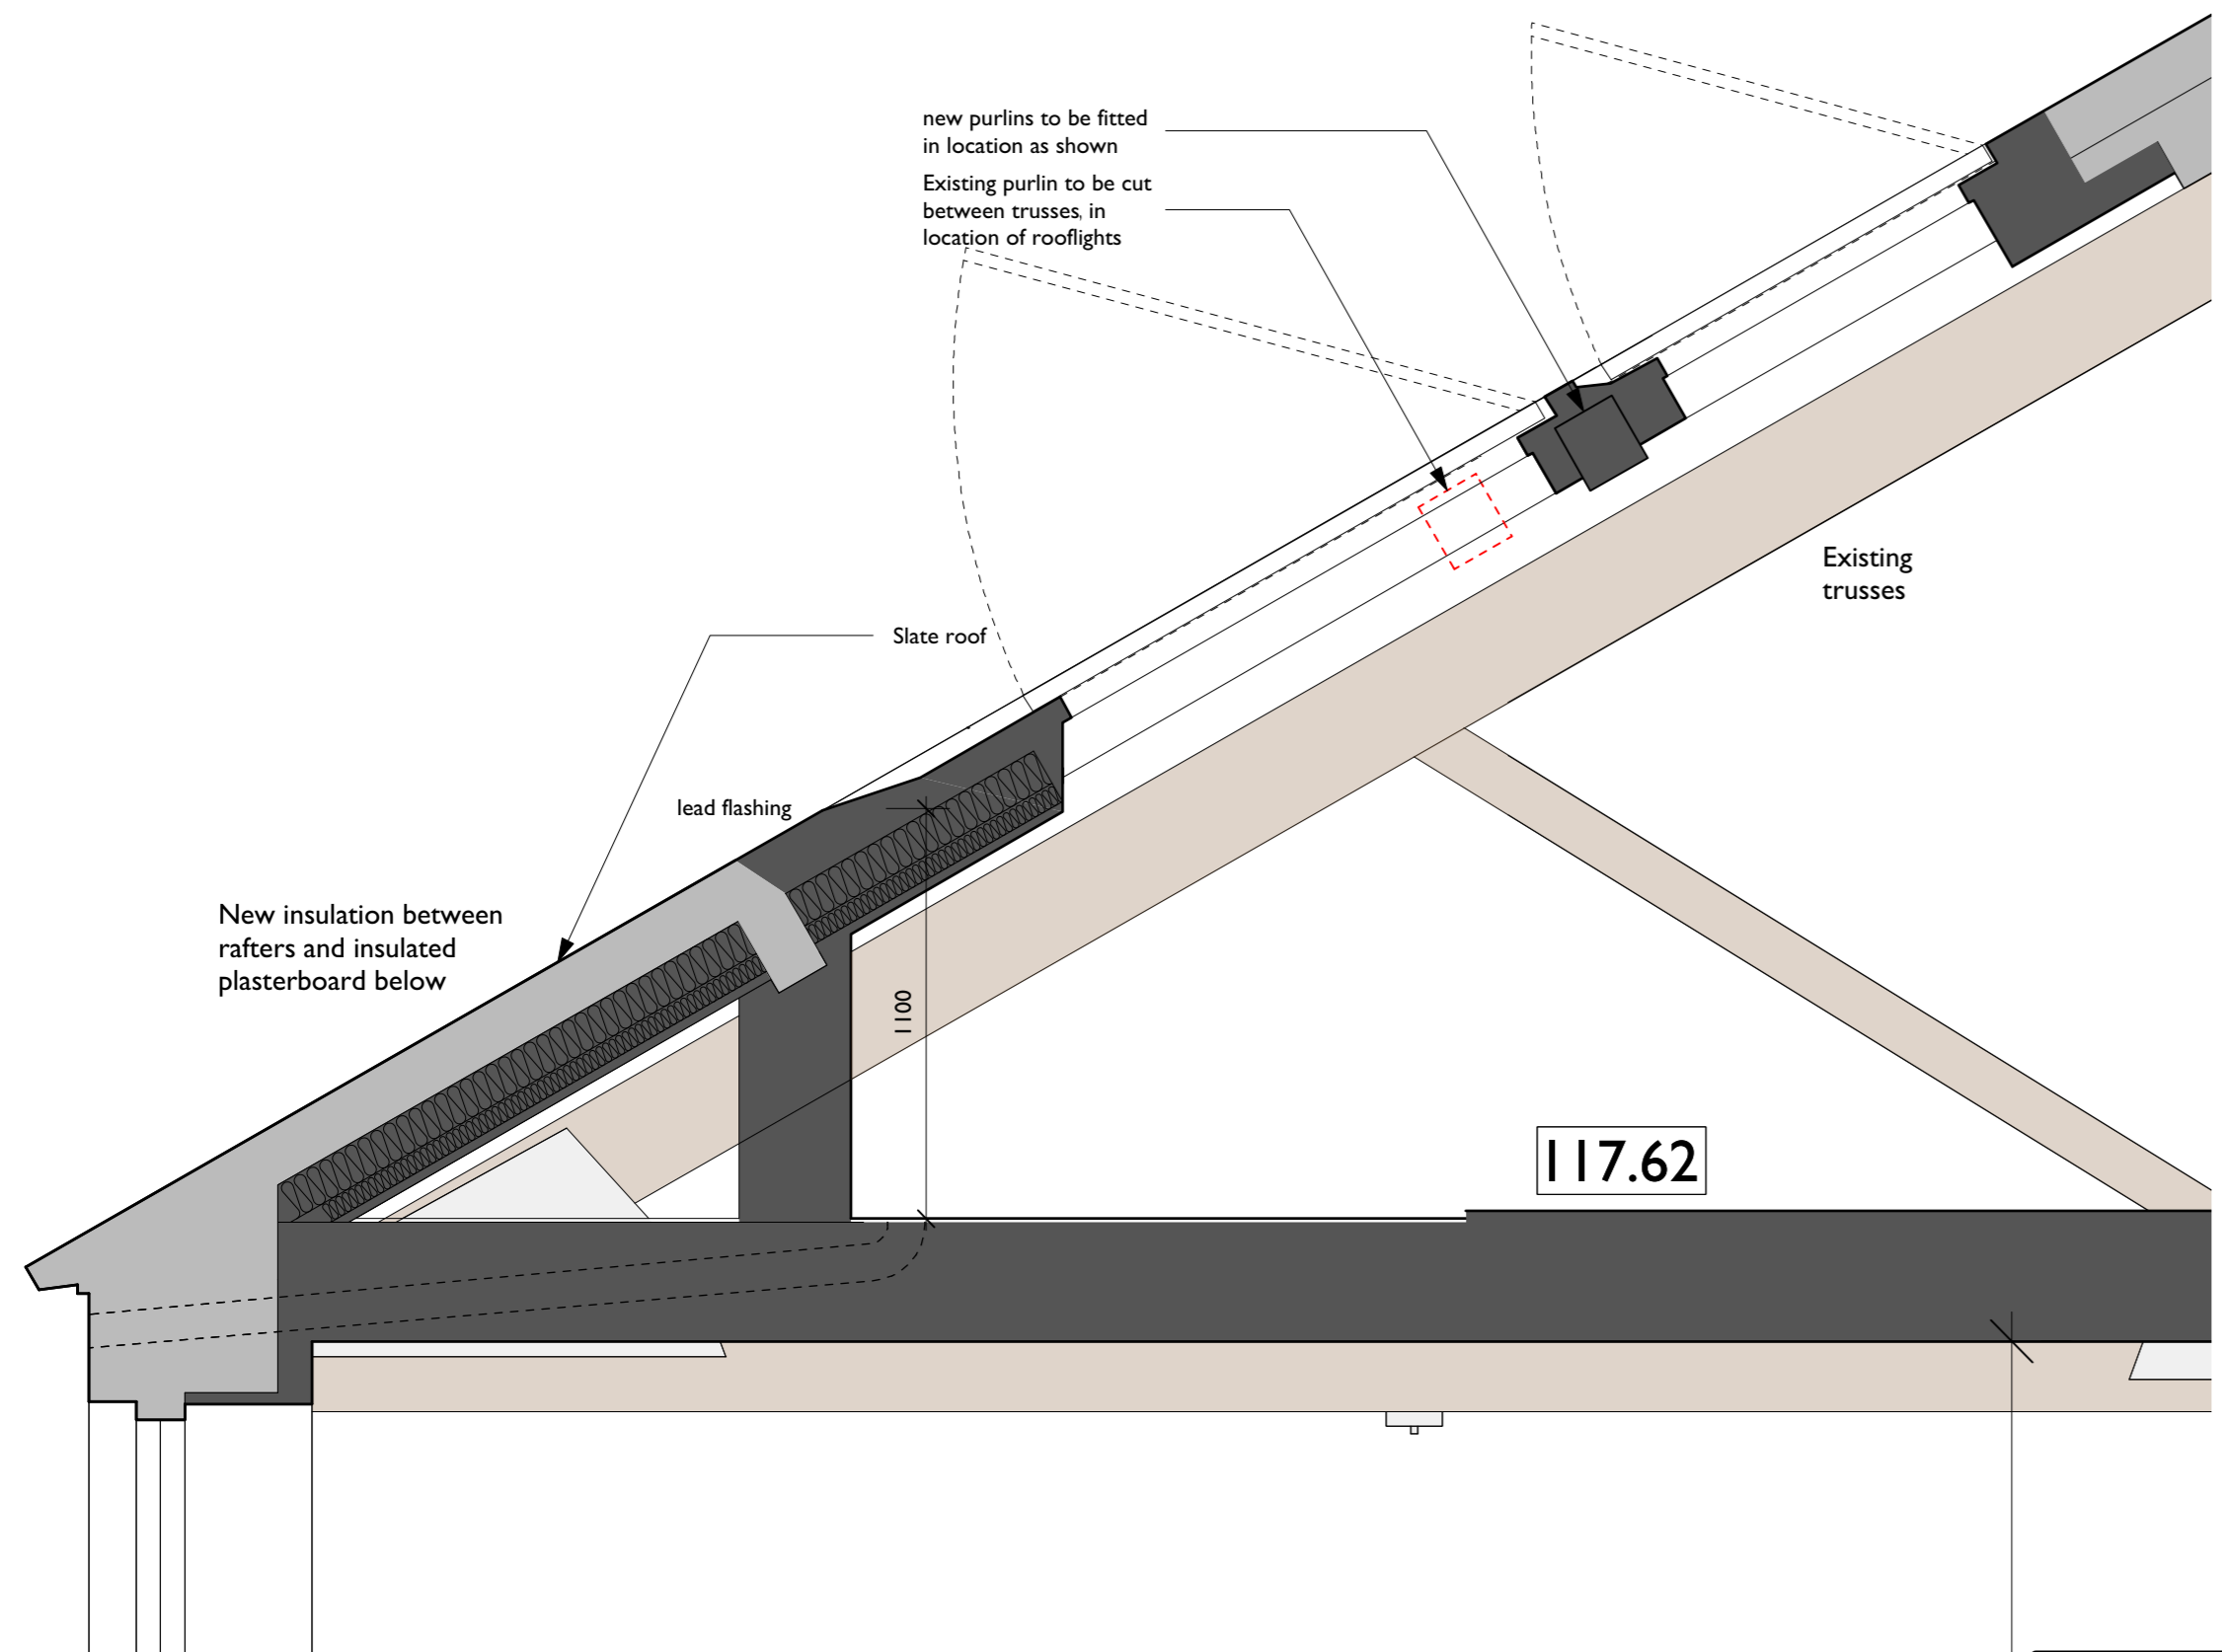 new purlins to be fitted
in location as shown
Existing purlin to be cut
between trusses, in
location of rooflights
Existing
trusses
Slate roof
lead flashing
New insulation between
rafters and insulated
plasterboard below
1100
117.62